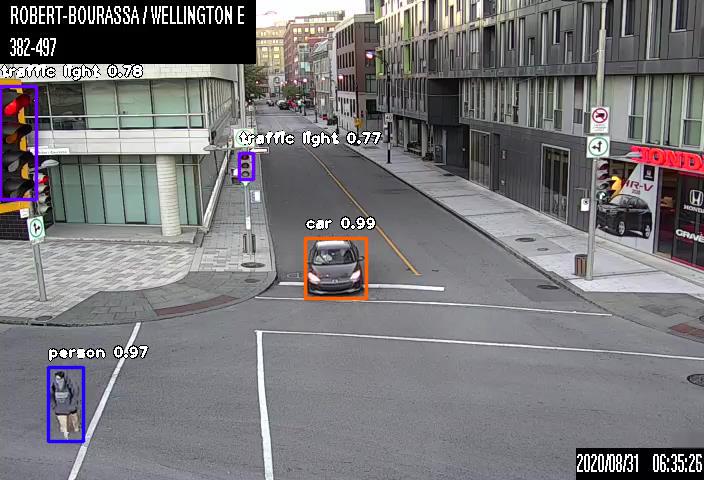 ROBERT-BOURASSA / WELLINGTON E
382-497
traffic light 0.78
traffic light 0.77
HONDA
HR-V
HONDA
car 0.99
person 0.97
2020/08/31 06:35:26